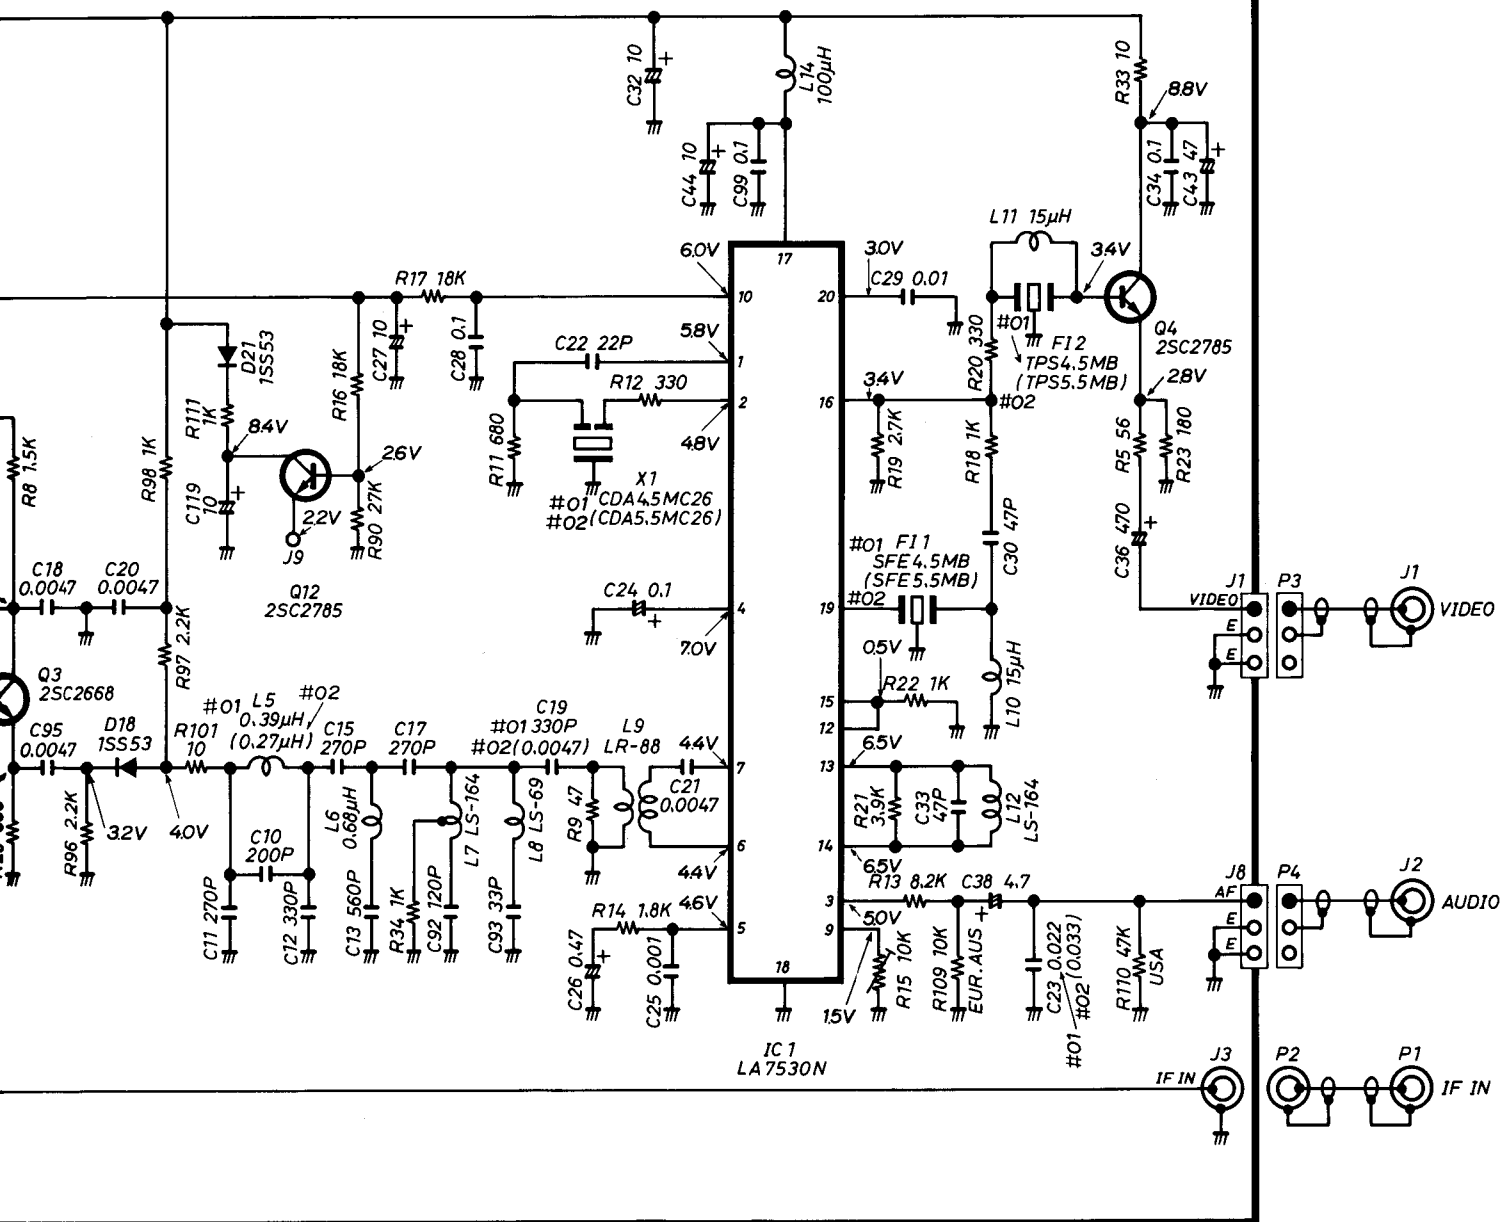 C32 10
+
L14
100μH
R33 10
8.8V
C44 10
+
C99 0.1
C34 0.1
C43 47
+
L11 15μH
6.0V
17
3.0V
3.4V
R17 18K
C29 0.01
10
20
#01
FI2
TPS4.5MB
(TPS5.5MB)
Q4
2SC2785
D21
1SS53
R16 18K
C27 10
+
C28 0.1
C22 22P
5.8V
1
R20 330
R12 330
2
3.4V
16
#02
2.8V
R111
1K
8.4V
4.8V
R11 680
R19 2.7K
R18 1K
R5 56
R23 180
R8 1.5K
R98 1K
2.6V
X1
#01 CDA4.5MC26
#02 (CDA5.5MC26)
C119
10
+
2.2V
J9
R90 27K
C30 47P
C36 470
+
#01 FI1
SFE4.5MB
(SFE5.5MB)
#02
C18
0.0047
C20
0.0047
Q12
2SC2785
C24 0.1
+
4
7.0V
19
J1
P3
J1
VIDEO
E
E
VIDEO
R97 2.2K
0.5V
R22 1K
15
12
L10 15μH
Q3
2SC2668
C95
0.0047
D18
1SS53
R101
10
#01 L5 #02
0.39μH
(0.27μH)
C15
270P
C17
270P
C19
#01 330P
#02 (0.0047)
L9
LR-88
4.4V
7
6.5V
13
C21
0.0047
R96 2.2K
3.2V
4.0V
C10
200P
L6
0.68μH
L7 LS-164
L8 LS-69
R9 47
R21
3.9K
C33
47P
L12
LS-164
6
4.4V
14
6.5V
C11 270P
C12 330P
C13 560P
R34 1K
C92 120P
C93 33P
R14 1.8K
4.6V
5
3
5.0V
9
R13 8.2K
C38 4.7
+
J8
P4
J2
AF
E
E
AUDIO
C26 0.47
+
C25 0.001
18
1.5V
R15 10K
R109 10K
EUR.AUS
C23 0.022
(0.033)
#01
#02
R110 47K
USA
IC1
LA7530N
J3
P2
P1
IF IN
IF IN